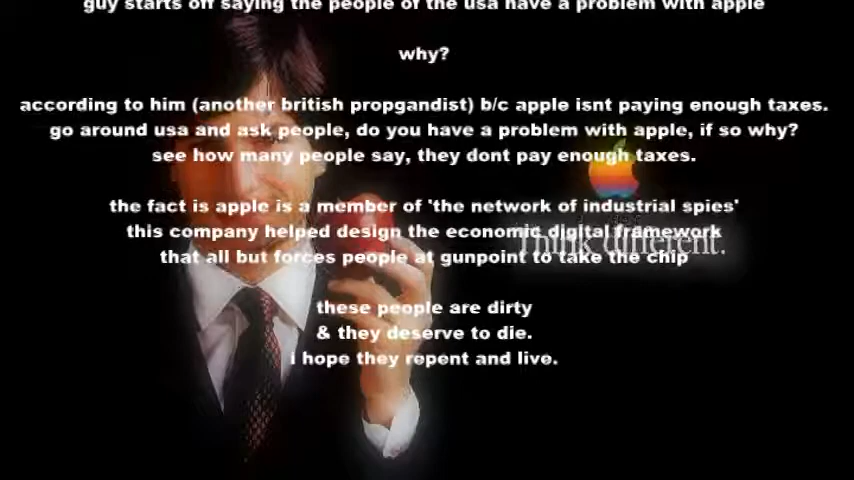 guy starts off saying the people of the usa have a problem with apple
why?
according to him (another british propgandist) b/c apple isnt paying enough taxes.
go around usa and ask people, do you have a problem with apple, if so why?
see how many people say, they dont pay enough taxes.
the fact is apple is a member of 'the network of industrial spies'
this company helped design the economic digital framework
Think different.
that all but forces people at gunpoint to take the chip
these people are dirty
& they deserve to die.
i hope they repent and live.